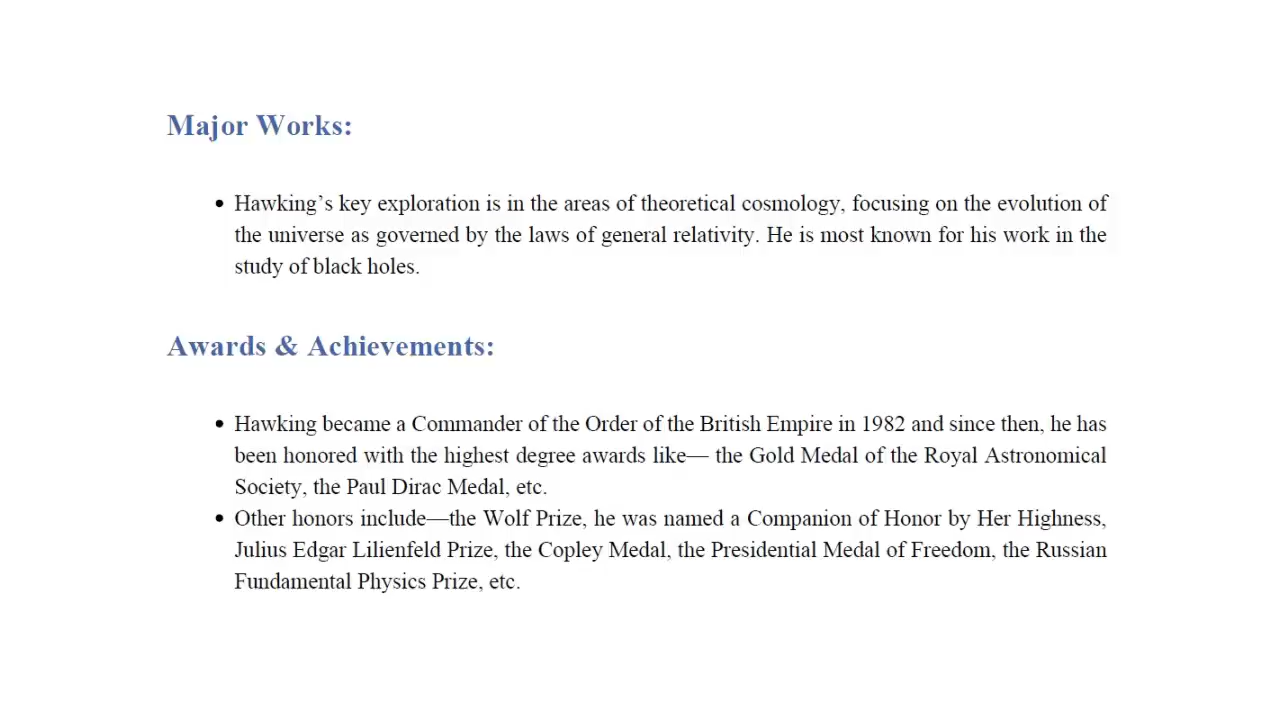 Major Works:
• Hawking’s key exploration is in the areas of theoretical cosmology, focusing on the evolution of
the universe as governed by the laws of general relativity. He is most known for his work in the
study of black holes.
Awards & Achievements:
• Hawking became a Commander of the Order of the British Empire in 1982 and since then, he has
been honored with the highest degree awards like— the Gold Medal of the Royal Astronomical
Society, the Paul Dirac Medal, etc.
• Other honors include—the Wolf Prize, he was named a Companion of Honor by Her Highness,
Julius Edgar Lilienfeld Prize, the Copley Medal, the Presidential Medal of Freedom, the Russian
Fundamental Physics Prize, etc.